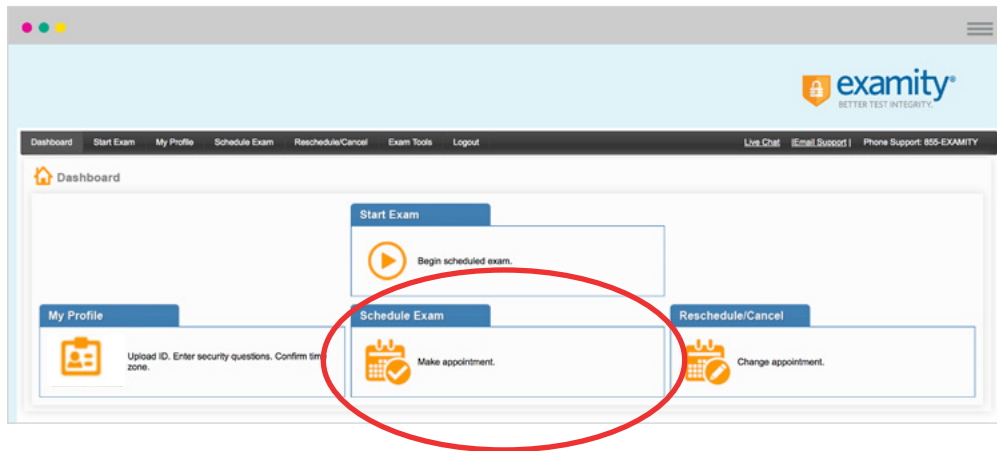 examity®
BETTER TEST INTEGRITY.
Dashboard Start Exam My Profile Schedule Exam Reschedule/Cancel Exam Tools Logout Live Chat |Email Support| Phone Support: 855-EXAMITY
Dashboard
Start Exam
Begin scheduled exam.
My Profile
Upload ID. Enter security questions. Confirm time
zone.
Schedule Exam
Make appointment.
Reschedule/Cancel
Change appointment.